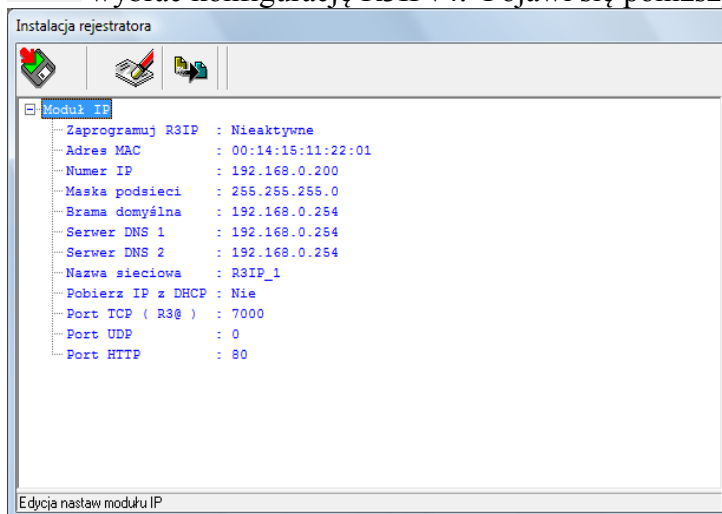 wybrać konfigurację R3IP
Instalacja rejestratora
Moduł IP
Zaprogramuj R3IP : Nieaktywne
Adres MAC : 00:14:15:11:22:01
Numer IP : 192.168.0.200
Maska podsieci : 255.255.255.0
Brama domyślna : 192.168.0.254
Serwer DNS 1 : 192.168.0.254
Serwer DNS 2 : 192.168.0.254
Nazwa sieciowa : R3IP_1
Pobierz IP z DHCP : Nie
Port TCP ( R3@ ) : 7000
Port UDP : 0
Port HTTP : 80
Edycja nastaw modułu IP